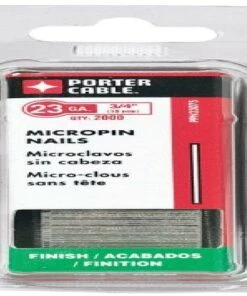 PORTER
CABLE.
23 GA.
3/4"
QTY. 2000
MICROPIN
NAILS
Microclavos
sin cabeza
Micro-clous
sans tête
FINISH / ACABADOS
/ FINITION